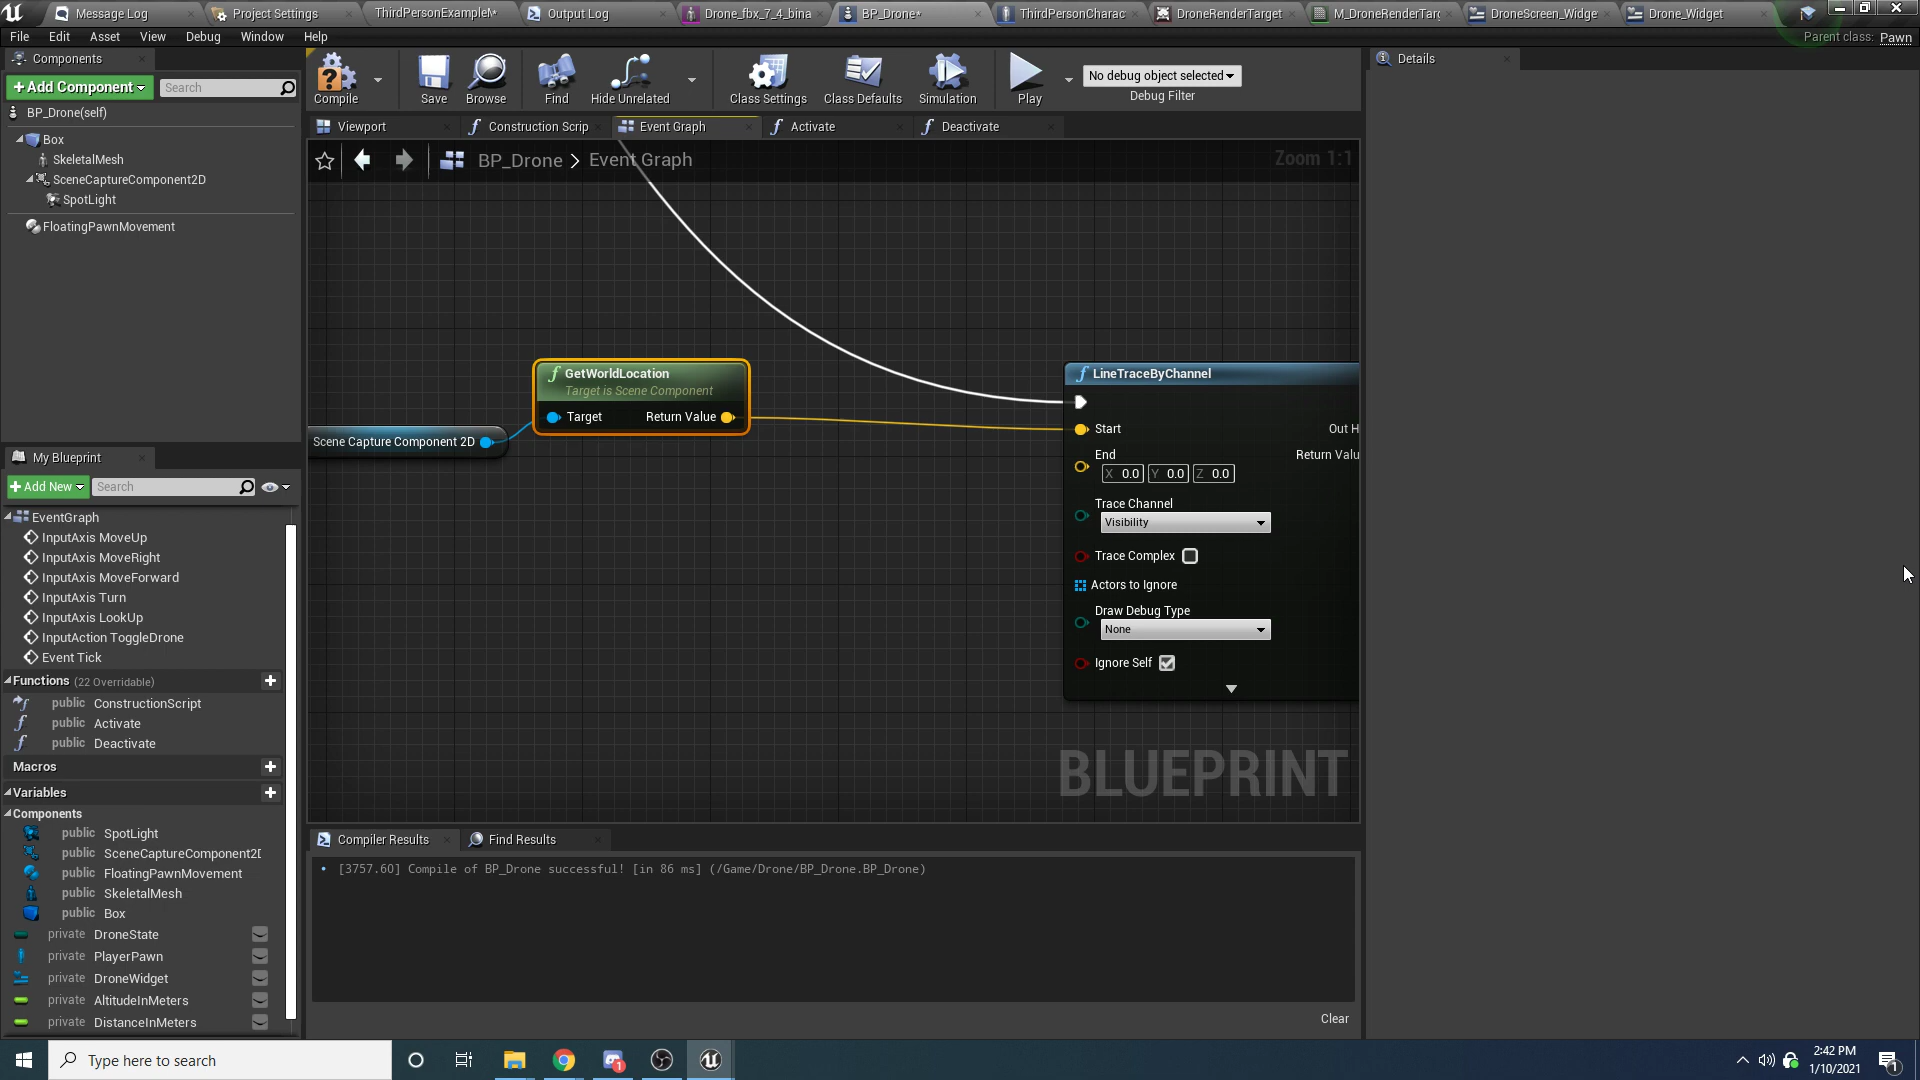 Message Log
Project Settings
ThirdPersonExampleM*
Output Log
Drone_fbx_7_4_bina
BP_Drone*
ThirdPersonCharac
DroneRenderTarget
M_DroneRenderTarg
DroneScreen_Widge
Drone_Widget
File Edit Asset View Debug Window Help
Parent class: Pawn
Components
+Add Component
Search
BP_Drone(self)
Box
SkeletalMesh
SceneCaptureComponent2D
SpotLight
FloatingPawnMovement
My Blueprint
+Add New
Search
EventGraph
InputAxis MoveUp
InputAxis MoveRight
InputAxis MoveForward
InputAxis Turn
InputAxis LookUp
InputAction ToggleDrone
Event Tick
Functions (22 Overridable)
public ConstructionScript
public Activate
public Deactivate
Macros
Variables
Components
public SpotLight
public SceneCaptureComponent2D
public FloatingPawnMovement
public SkeletalMesh
public Box
private DroneState
private PlayerPawn
private DroneWidget
private AltitudeInMeters
private DistanceInMeters
Compile
Save
Browse
Find
Hide Unrelated
Class Settings
Class Defaults
Simulation
Play
No debug object selected
Debug Filter
Viewport
Construction Scrip
Event Graph
Activate
Deactivate
BP_Drone > Event Graph
Zoom 1:1
GetWorldLocation
Target is Scene Component
Target Return Value
Scene Capture Component 2D
LineTraceByChannel
Start Out H
End Return Valu
X 0.0 Y 0.0 Z 0.0
Trace Channel
Visibility
Trace Complex
Actors to Ignore
Draw Debug Type
None
Ignore Self
BLUEPRINT
Compiler Results
Find Results
[3757.60] Compile of BP_Drone successful! [in 86 ms] (/Game/Drone/BP_Drone.BP_Drone)
Clear
Details
Type here to search
1
2:42 PM
1/10/2021
1